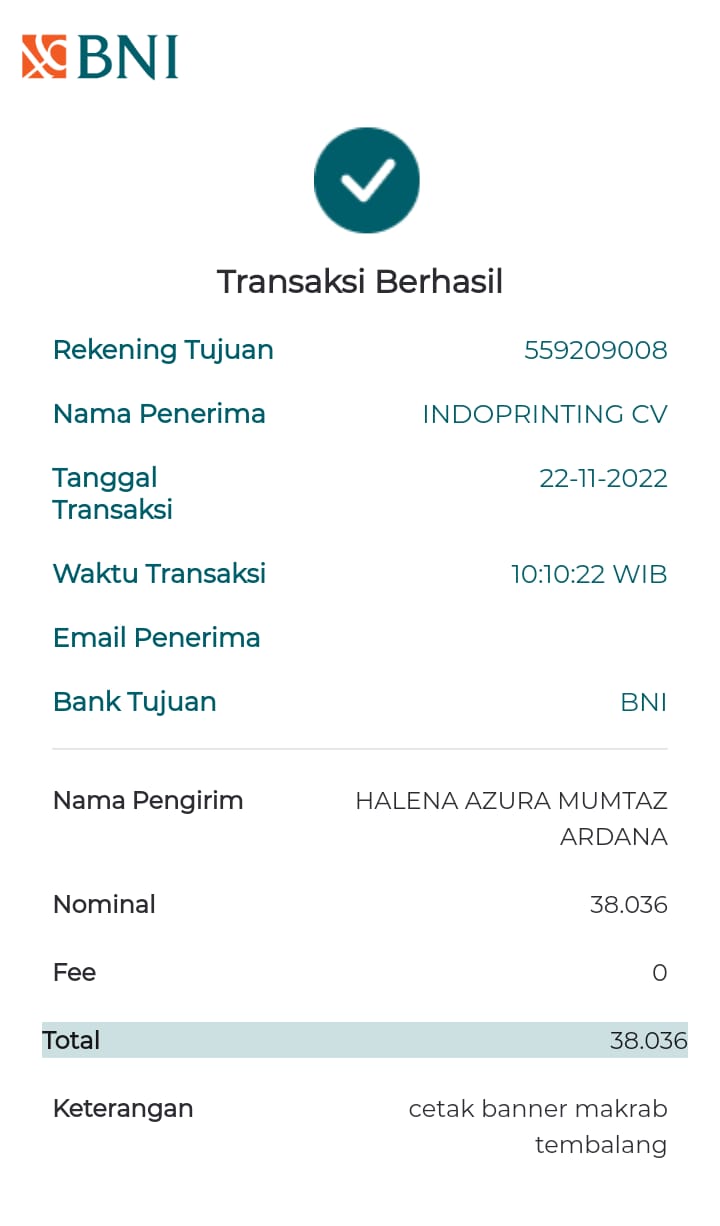 BNI
Transaksi Berhasil
Rekening Tujuan 559209008
Nama Penerima INDOPRINTING CV
Tanggal 22-11-2022
Transaksi
Waktu Transaksi 10:10:22 WIB
Email Penerima
Bank Tujuan BNI
Nama Pengirim HALENA AZURA MUMTAZ
ARDANA
Nominal 38.036
Fee 0
Total 38.036
Keterangan cetak banner makrab
tembalang